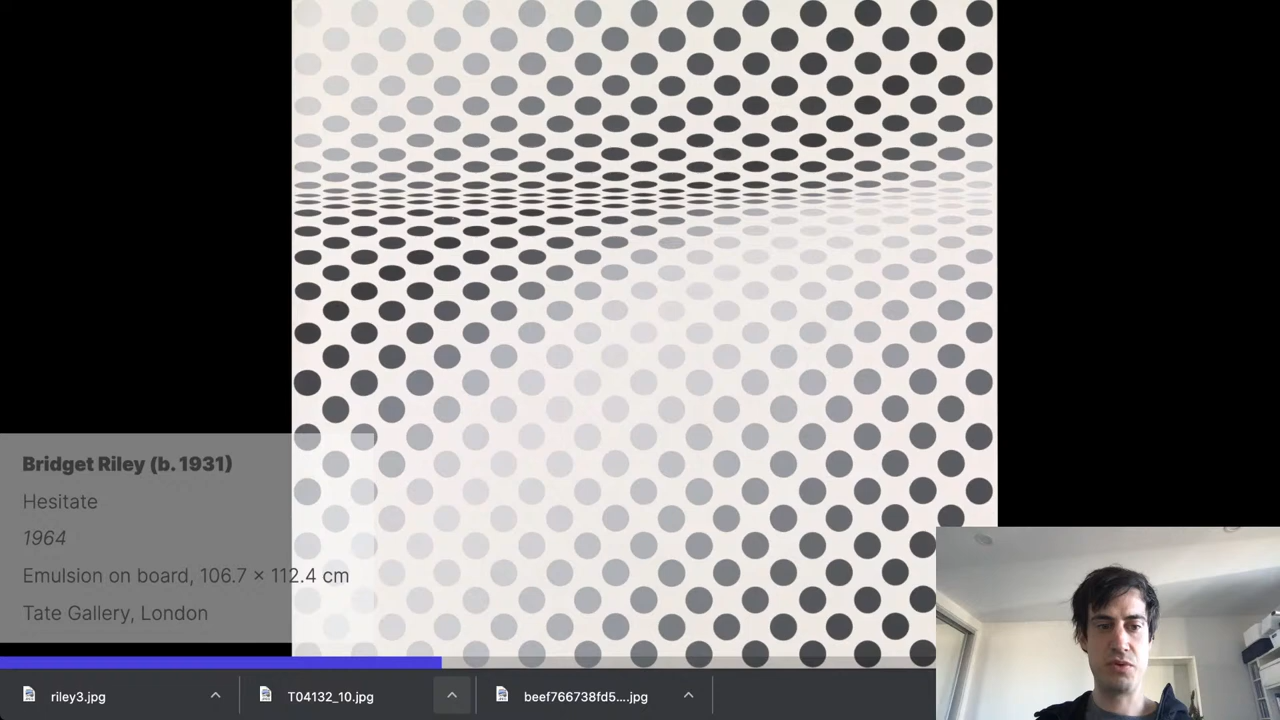 Bridget Riley (b. 1931)
Hesitate
1964
Emulsion on board, 106.7 × 112.4 cm
Tate Gallery, London
riley3.jpg
T04132_10.jpg
beef766738fd5....jpg